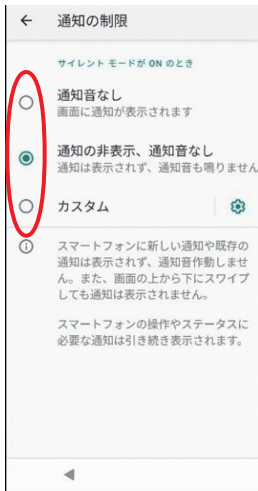 通知の制限
サイレント モードが ON のとき
通知音なし
画面に通知が表示されます
通知の非表示、通知音なし
通知は表示されず、通知音も鳴りません
カスタム
スマートフォンに新しい通知や既存の
通知は表示されず、通知音作動しませ
ん。また、画面の上から下にスワイプ
しても通知は表示されません。
スマートフォンの操作やステータスに
必要な通知は引き続き表示されます。